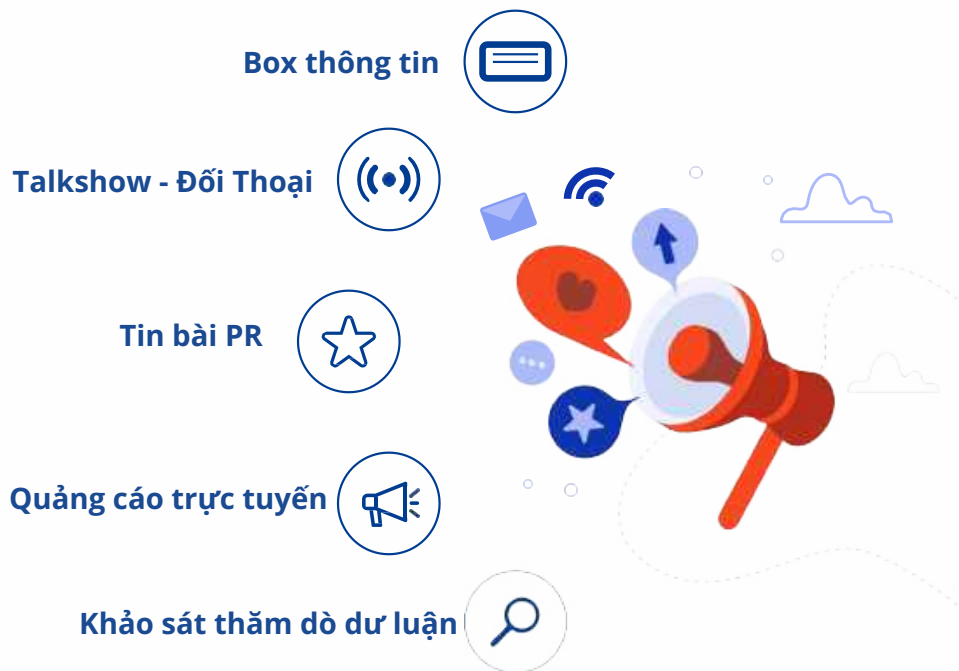 Box thông tin
Talkshow - Đối Thoại
Tin bài PR
Quảng cáo trực tuyến
Khảo sát thăm dò dư luận